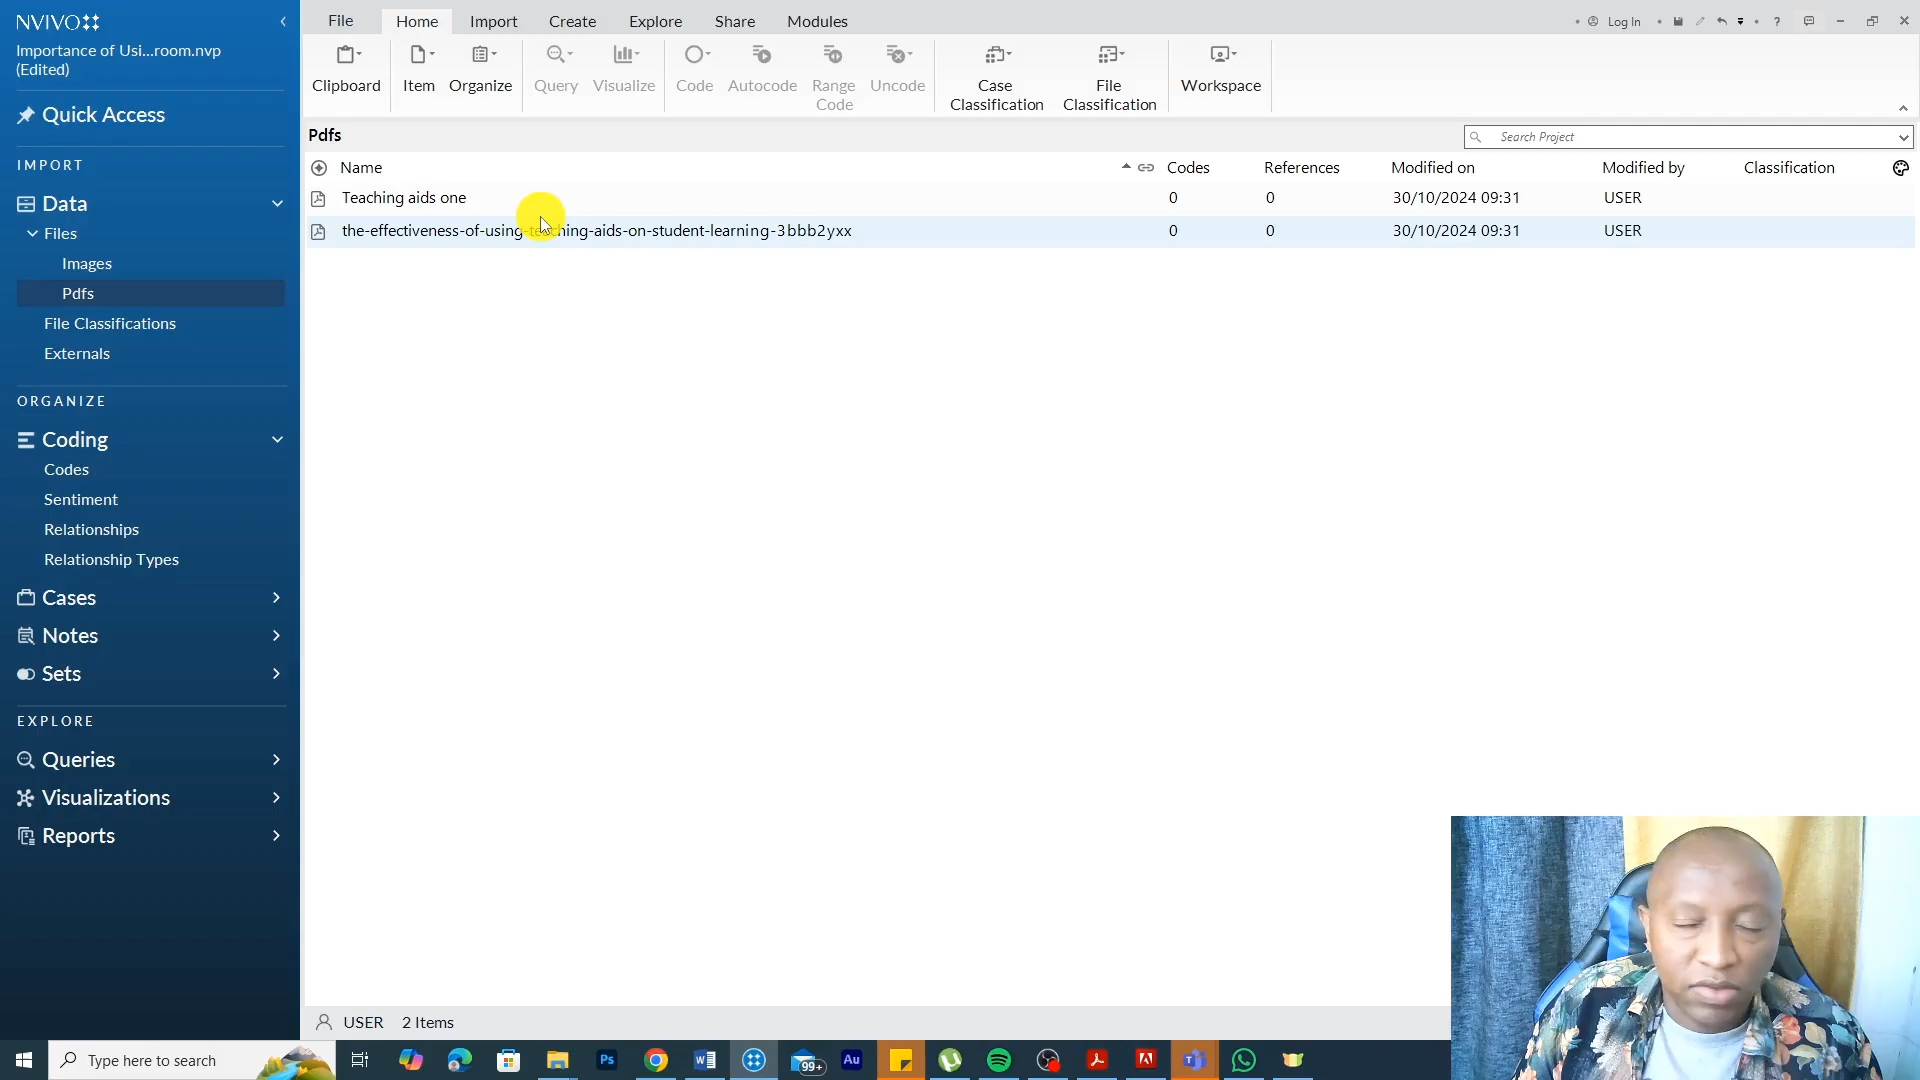 NVIVO
File Home Import Create Explore Share Modules
Log In
Importance of Usi...room.nvp
(Edited)
Clipboard Item Organize Query Visualize Code Autocode Range Code Uncode Case Classification File Classification Workspace
Quick Access
Pdfs
Search Project
IMPORT
Name Codes References Modified on Modified by Classification
Data
Teaching aids one 0 0 30/10/2024 09:31 USER
Files
the-effectiveness-of-using-teaching-aids-on-student-learning-3bbb2yxx 0 0 30/10/2024 09:31 USER
Images
Pdfs
File Classifications
Externals
ORGANIZE
Coding
Codes
Sentiment
Relationships
Relationship Types
Cases
Notes
Sets
EXPLORE
Queries
Visualizations
Reports
USER 2 Items
Type here to search
Ps
99+
Au